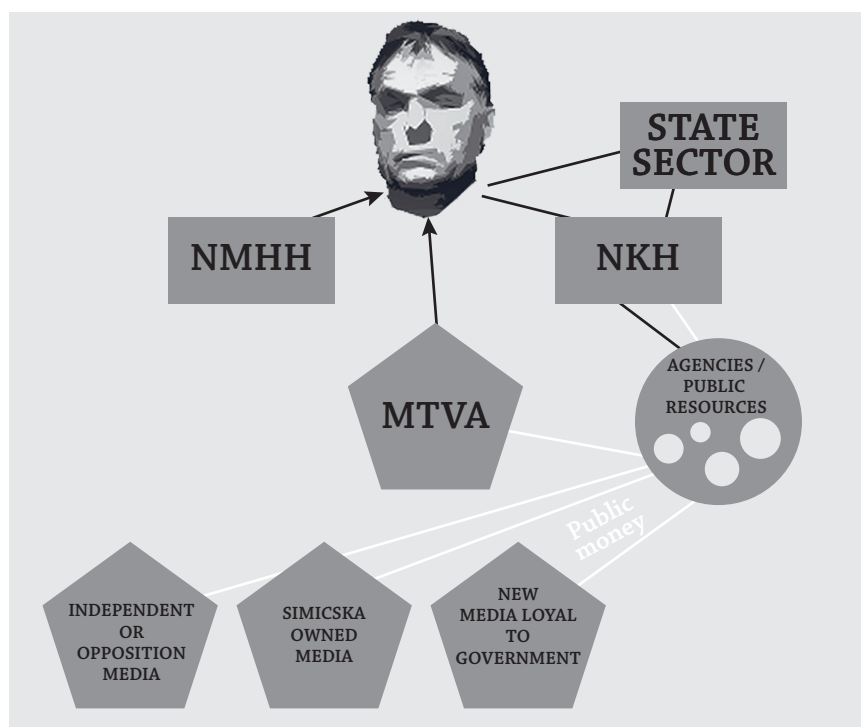 STATE
SECTOR
NMHH
NKH
AGENCIES /
PUBLIC
RESOURCES
MTVA
Public
money
INDEPENDENT
OR
OPPOSITION
MEDIA
SIMICSKA
OWNED
MEDIA
NEW
MEDIA LOYAL
TO
GOVERNMENT